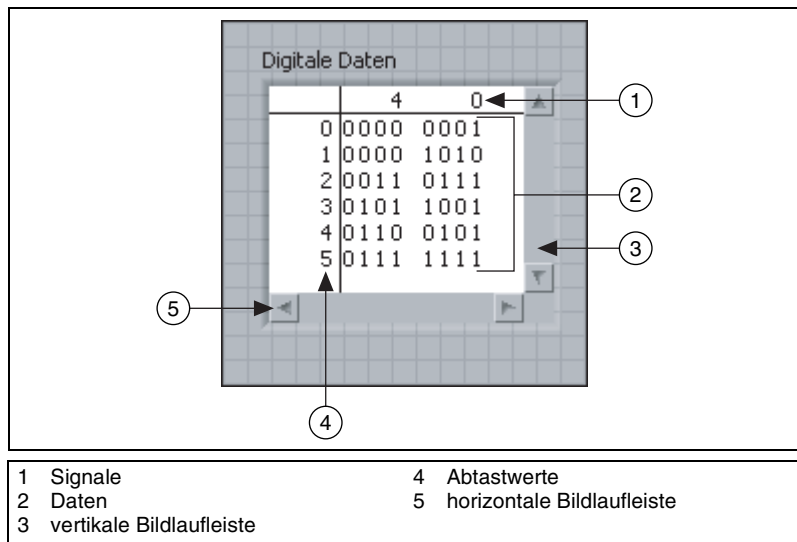 Digitale Daten
4 0
0 0000 0001
1 0000 1010
2 0011 0111
3 0101 1001
4 0110 0101
5 0111 1111
1
2
3
5
4
1 Signale 4 Abtastwerte
2 Daten 5 horizontale Bildlaufleiste
3 vertikale Bildlaufleiste